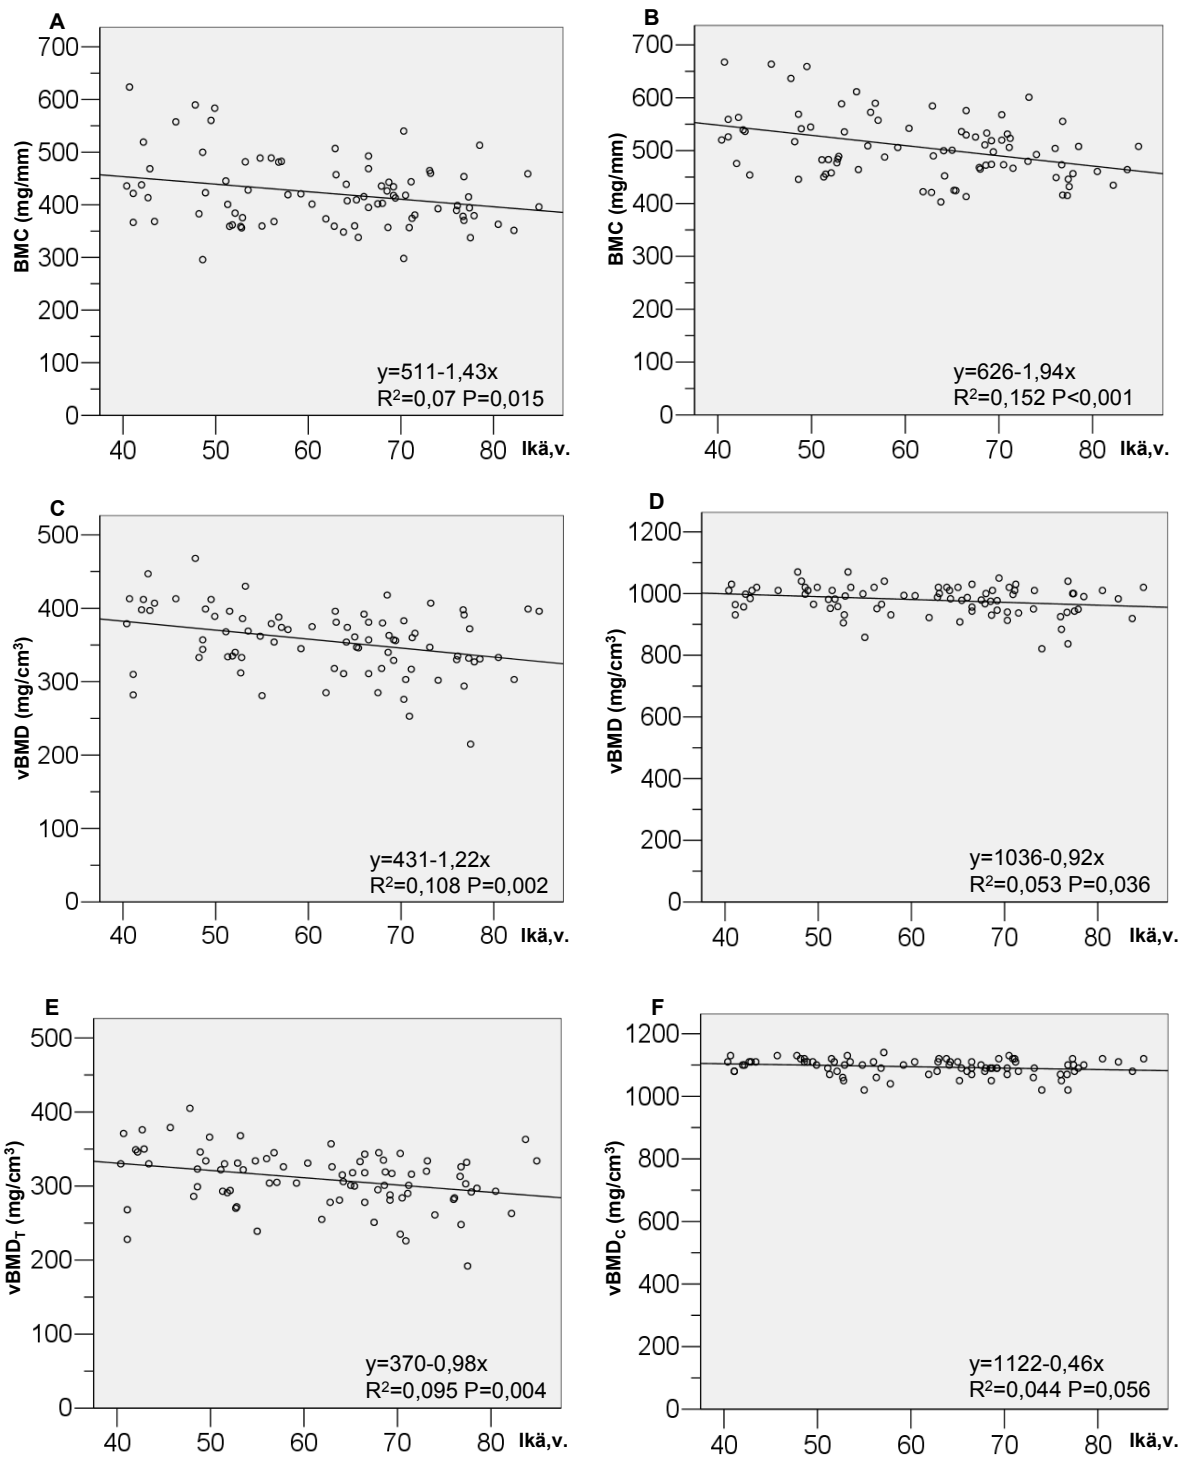 A
700
600
500
400
300
200
100
0
BMC (mg/mm)
y=511-1,43x
R²=0,07 P=0,015
40 50 60 70 80 Ikä,v.
B
700
600
500
400
300
200
100
0
BMC (mg/mm)
y=626-1,94x
R²=0,152 P<0,001
40 50 60 70 80 Ikä,v.
C
500
400
300
200
100
0
vBMD (mg/cm³)
y=431-1,22x
R²=0,108 P=0,002
40 50 60 70 80 Ikä,v.
D
1200
1000
800
600
400
200
0
vBMD (mg/cm³)
y=1036-0,92x
R²=0,053 P=0,036
40 50 60 70 80 Ikä,v.
E
500
400
300
200
100
0
vBMD_T (mg/cm³)
y=370-0,98x
R²=0,095 P=0,004
40 50 60 70 80 Ikä,v.
F
1200
1000
800
600
400
200
0
vBMD_C (mg/cm³)
y=1122-0,46x
R²=0,044 P=0,056
40 50 60 70 80 Ikä,v.